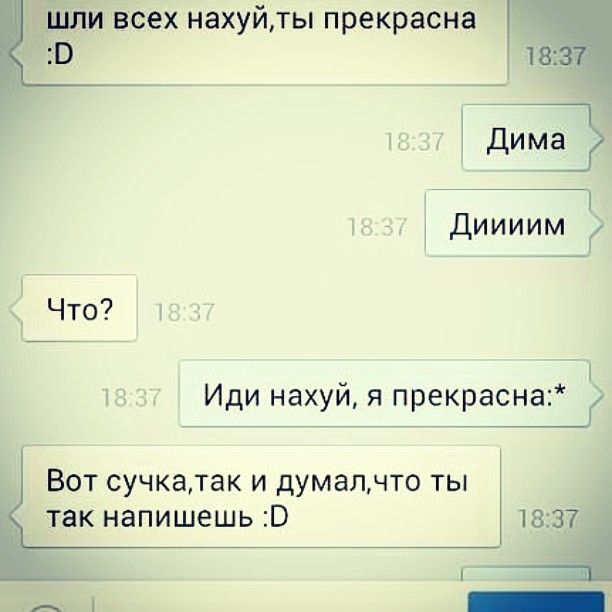 шли всех нахуй,ты прекрасна
:D
18:37
18:37
Дима
18:37
Диииим
Что?
18:37
18:37
Иди нахуй, я прекрасна:*
Вот сучка,так и думал,что ты
так напишешь :D
18:37